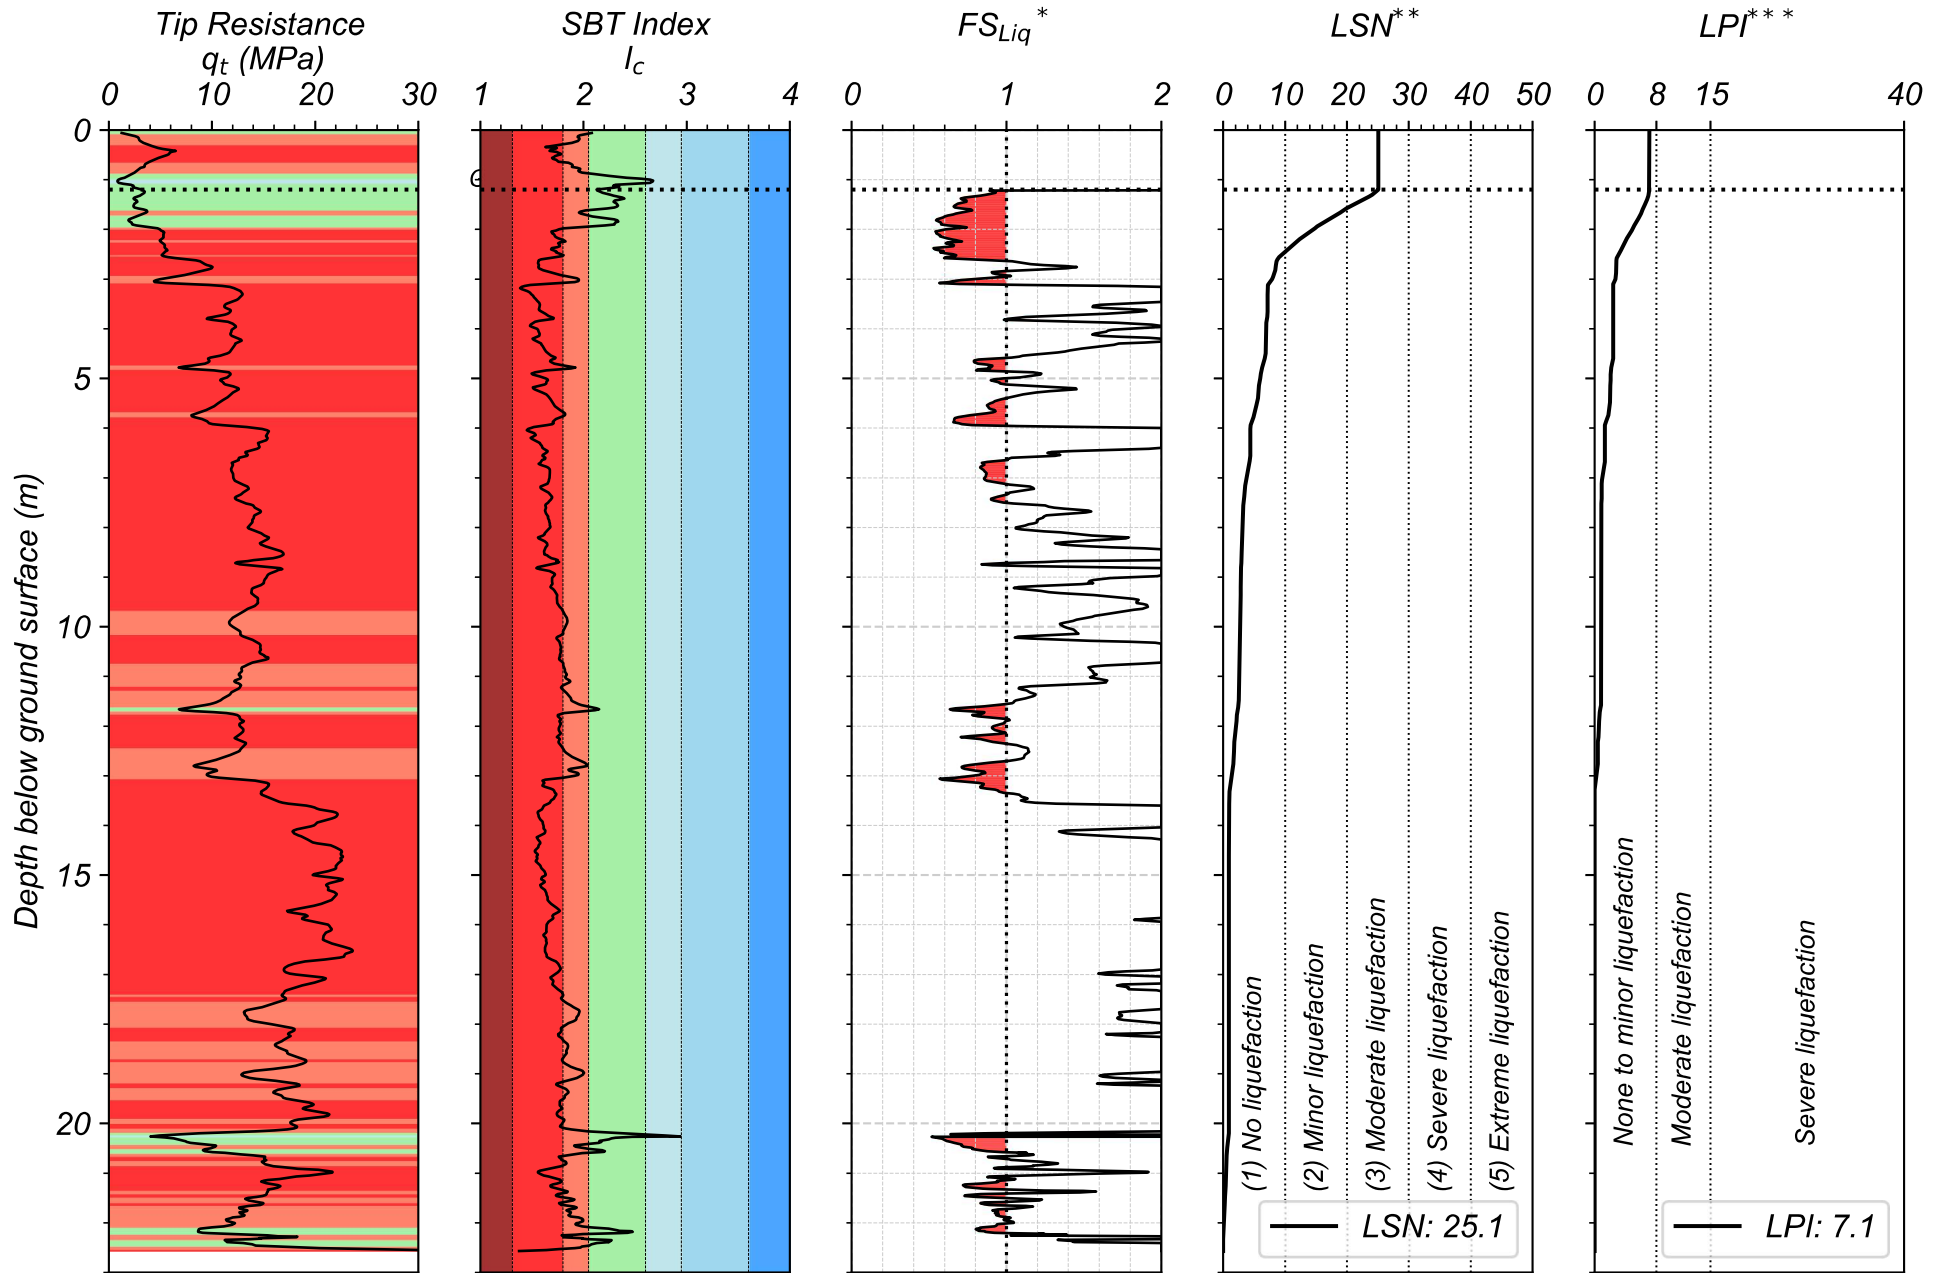 Tip Resistance
qt (MPa)
0 10 20 30
SBT Index
Ic
1 2 3 4
FSLiq*
0 1 2
LSN**
0 10 20 30 40 50
LPI***
0 8 15 40
Depth below ground surface (m)
0
5
10
15
20
G
(1) No liquefaction
(2) Minor liquefaction
(3) Moderate liquefaction
(4) Severe liquefaction
(5) Extreme liquefaction
LSN: 25.1
None to minor liquefaction
Moderate liquefaction
Severe liquefaction
LPI: 7.1